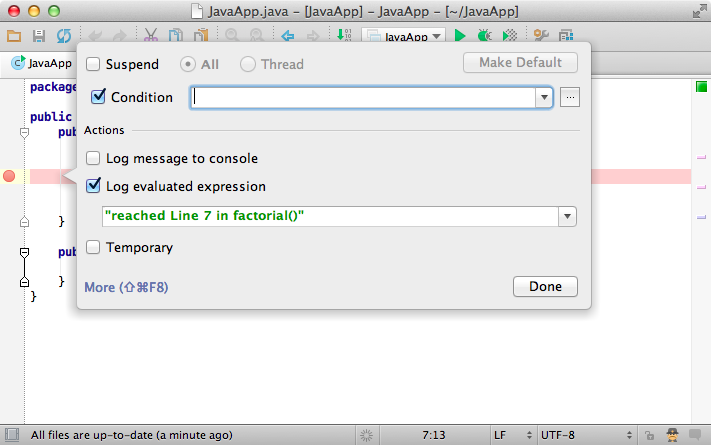 JavaApp.java – [JavaApp] – JavaApp – [~/JavaApp]
JavaApp
JavaApp
package
public
pub
}
pub
}
}
Suspend All Thread Make Default
Condition ...
Actions
Log message to console
Log evaluated expression
"reached Line 7 in factorial()"
Temporary
More (⇧⌘F8) Done
All files are up-to-date (a minute ago) 7:13 LF UTF-8